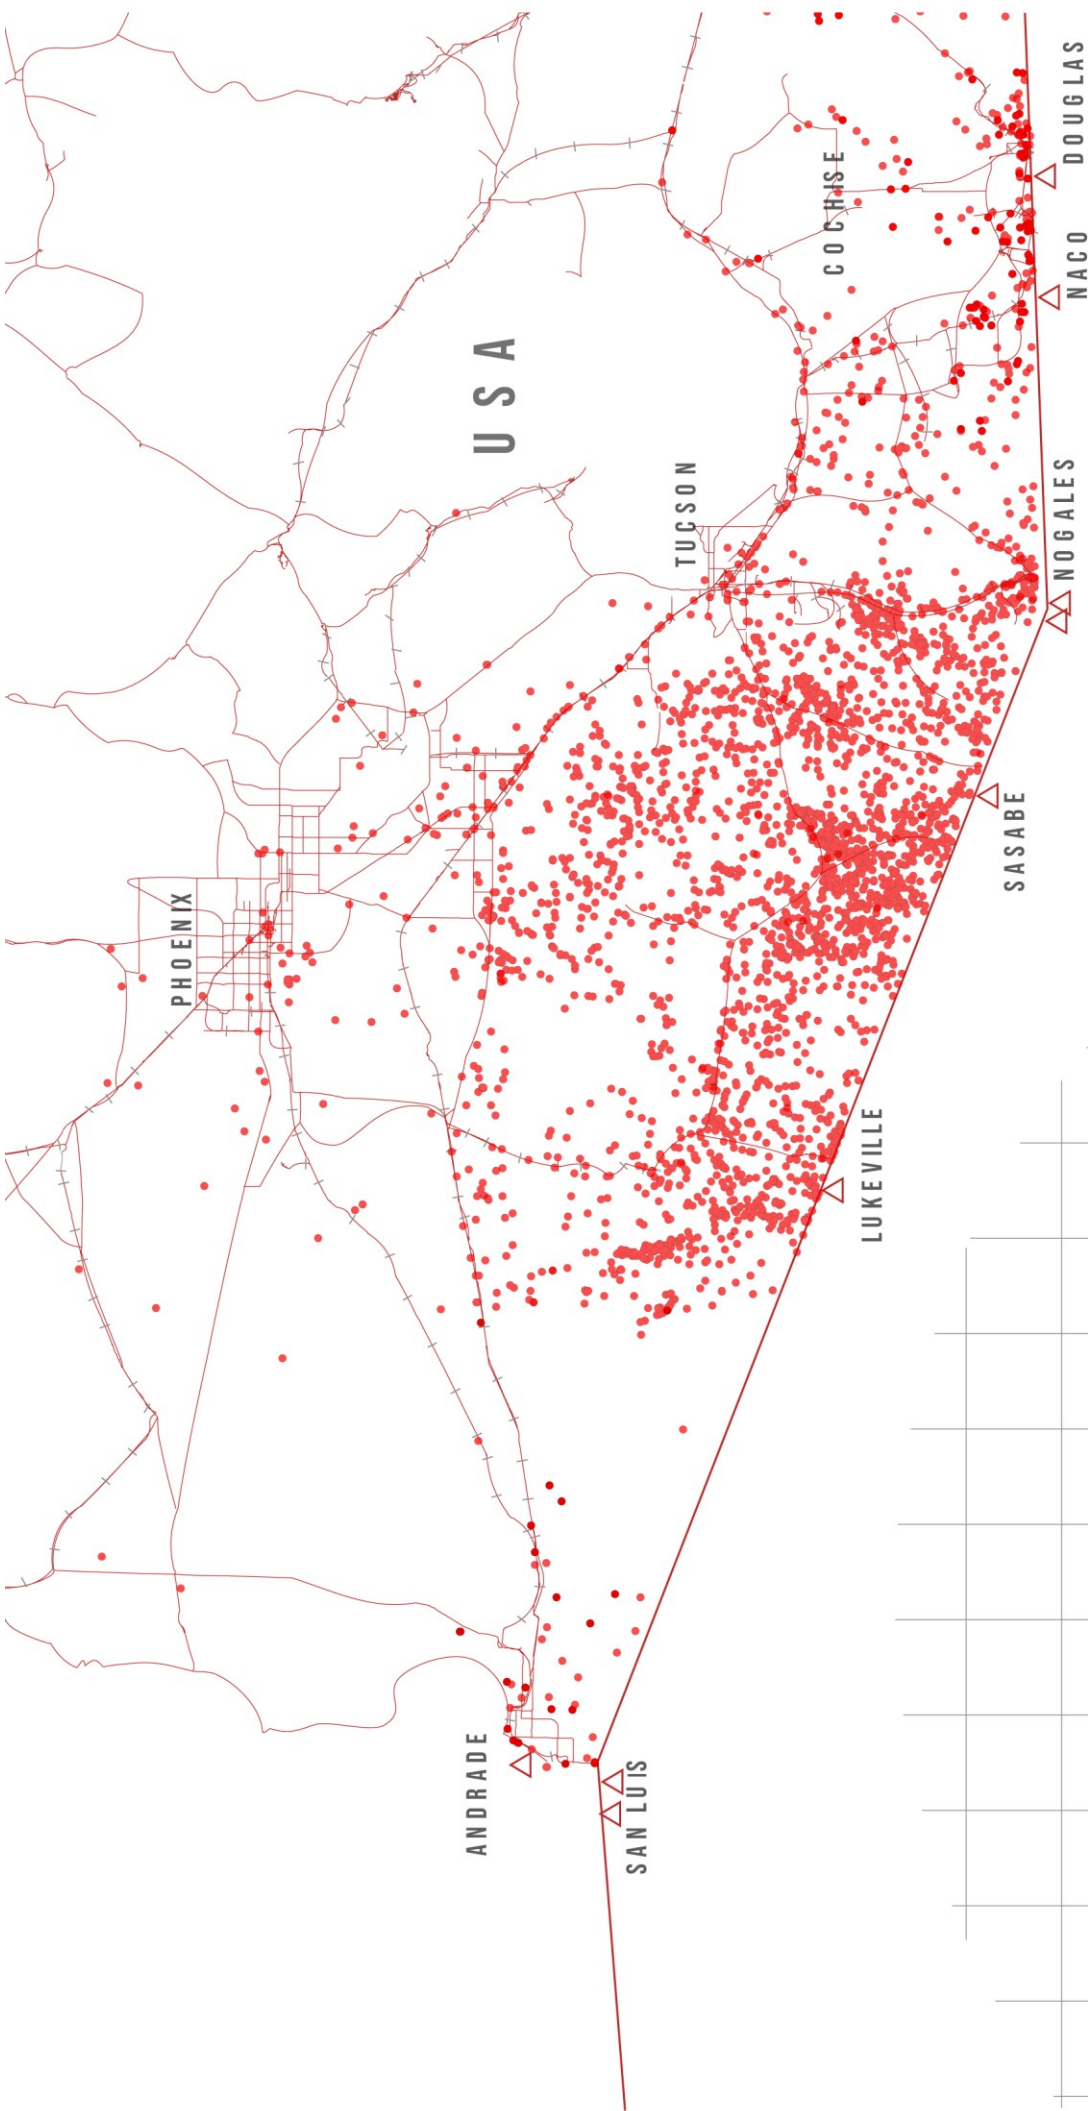 PHOENIX
USA
TUCSON
COCHISE
ANDRADE
SAN LUIS
LUKEVILLE
SASABE
NOGALES
NACO
DOUGLAS